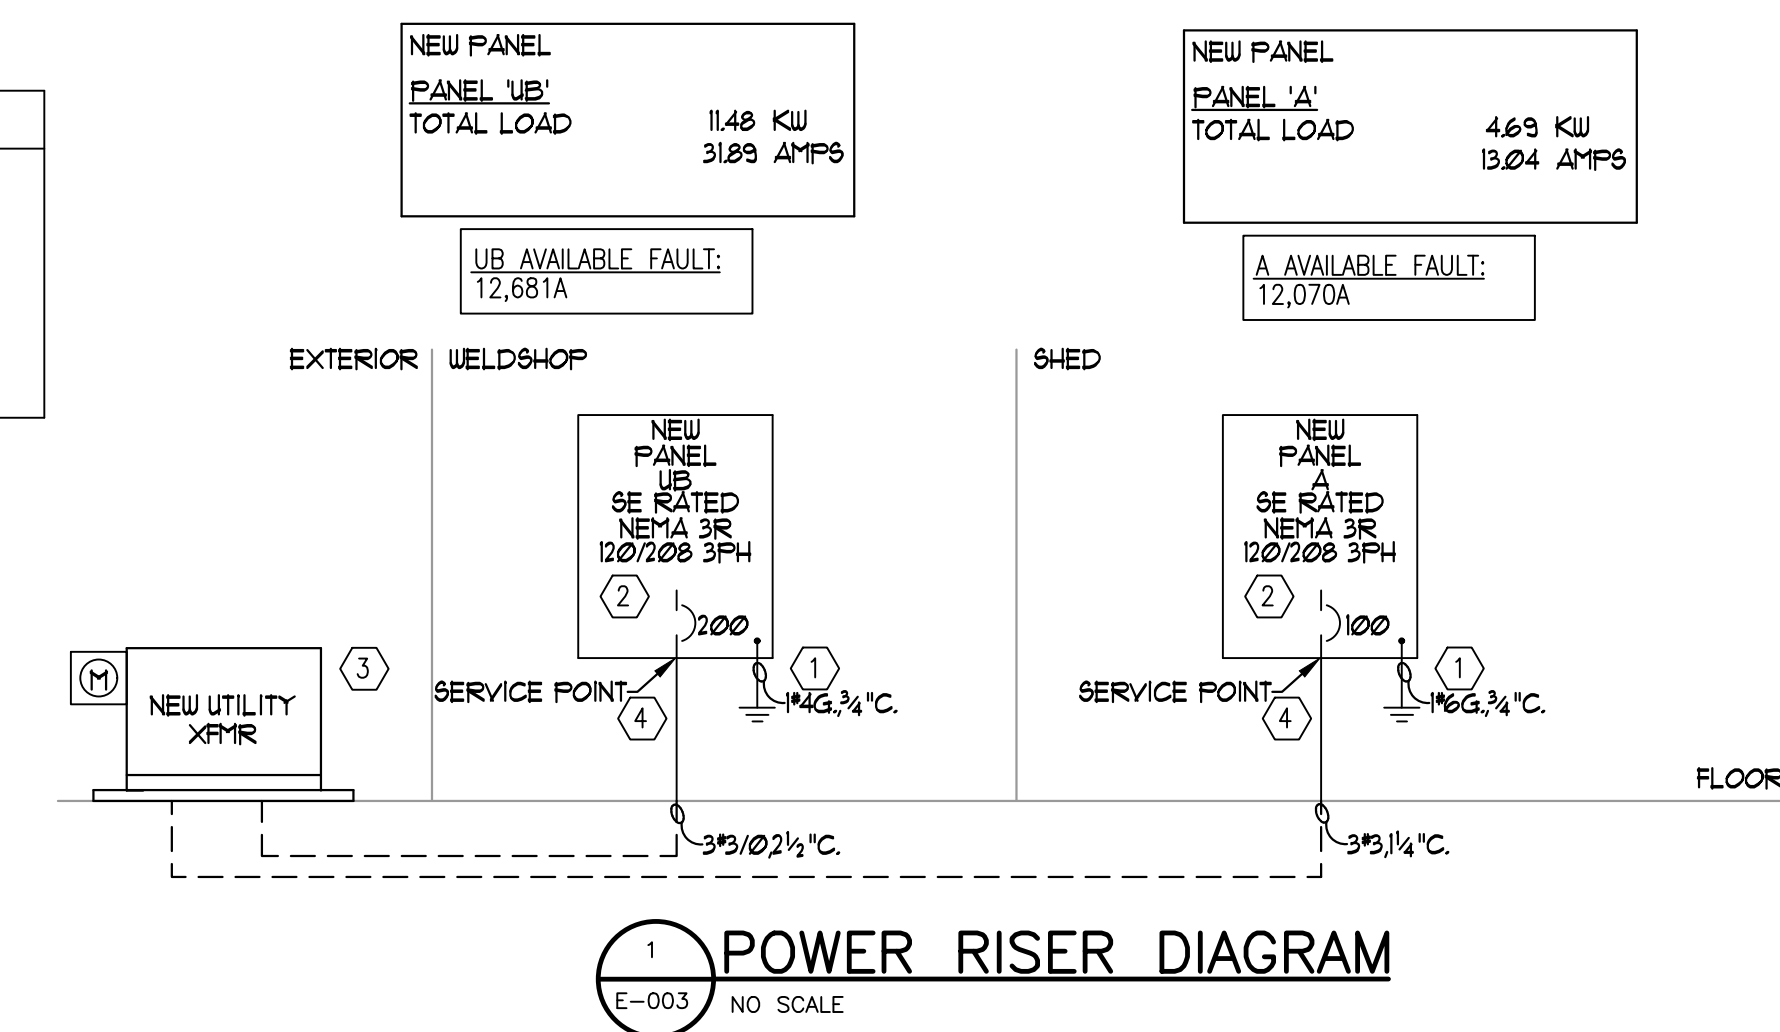 NEW PANEL
PANEL 'UB'
TOTAL LOAD 11.48 KW
31.89 AMPS
UB AVAILABLE FAULT:
12,681A
NEW PANEL
PANEL 'A'
TOTAL LOAD 4.69 KW
13.04 AMPS
A AVAILABLE FAULT:
12,070A
EXTERIOR
WELDSHOP
SHED
NEW
PANEL
UB
SE RATED
NEMA 3R
120/208 3PH
2
200
SERVICE POINT
4
1
1#4G.,3/4"C.
NEW
PANEL
A
SE RATED
NEMA 3R
120/208 3PH
2
100
SERVICE POINT
4
1
1#6G.,3/4"C.
M
NEW UTILITY
XFMR
3
FLOOR
3#3/0,2½"C.
3#3,1¼"C.
1
E-003
POWER RISER DIAGRAM
NO SCALE